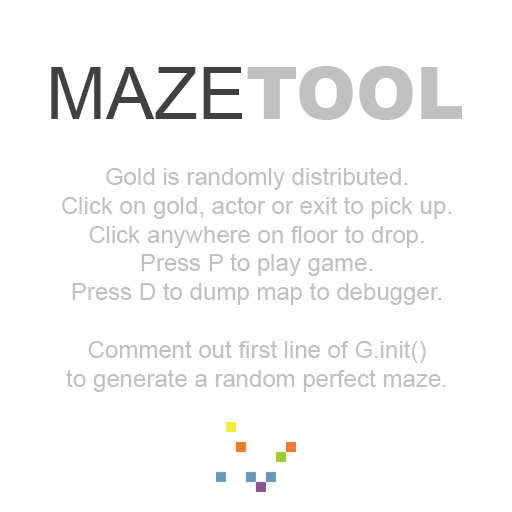 MAZETOOL
Gold is randomly distributed.
Click on gold, actor or exit to pick up.
Click anywhere on floor to drop.
Press P to play game.
Press D to dump map to debugger.
Comment out first line of G.init()
to generate a random perfect maze.